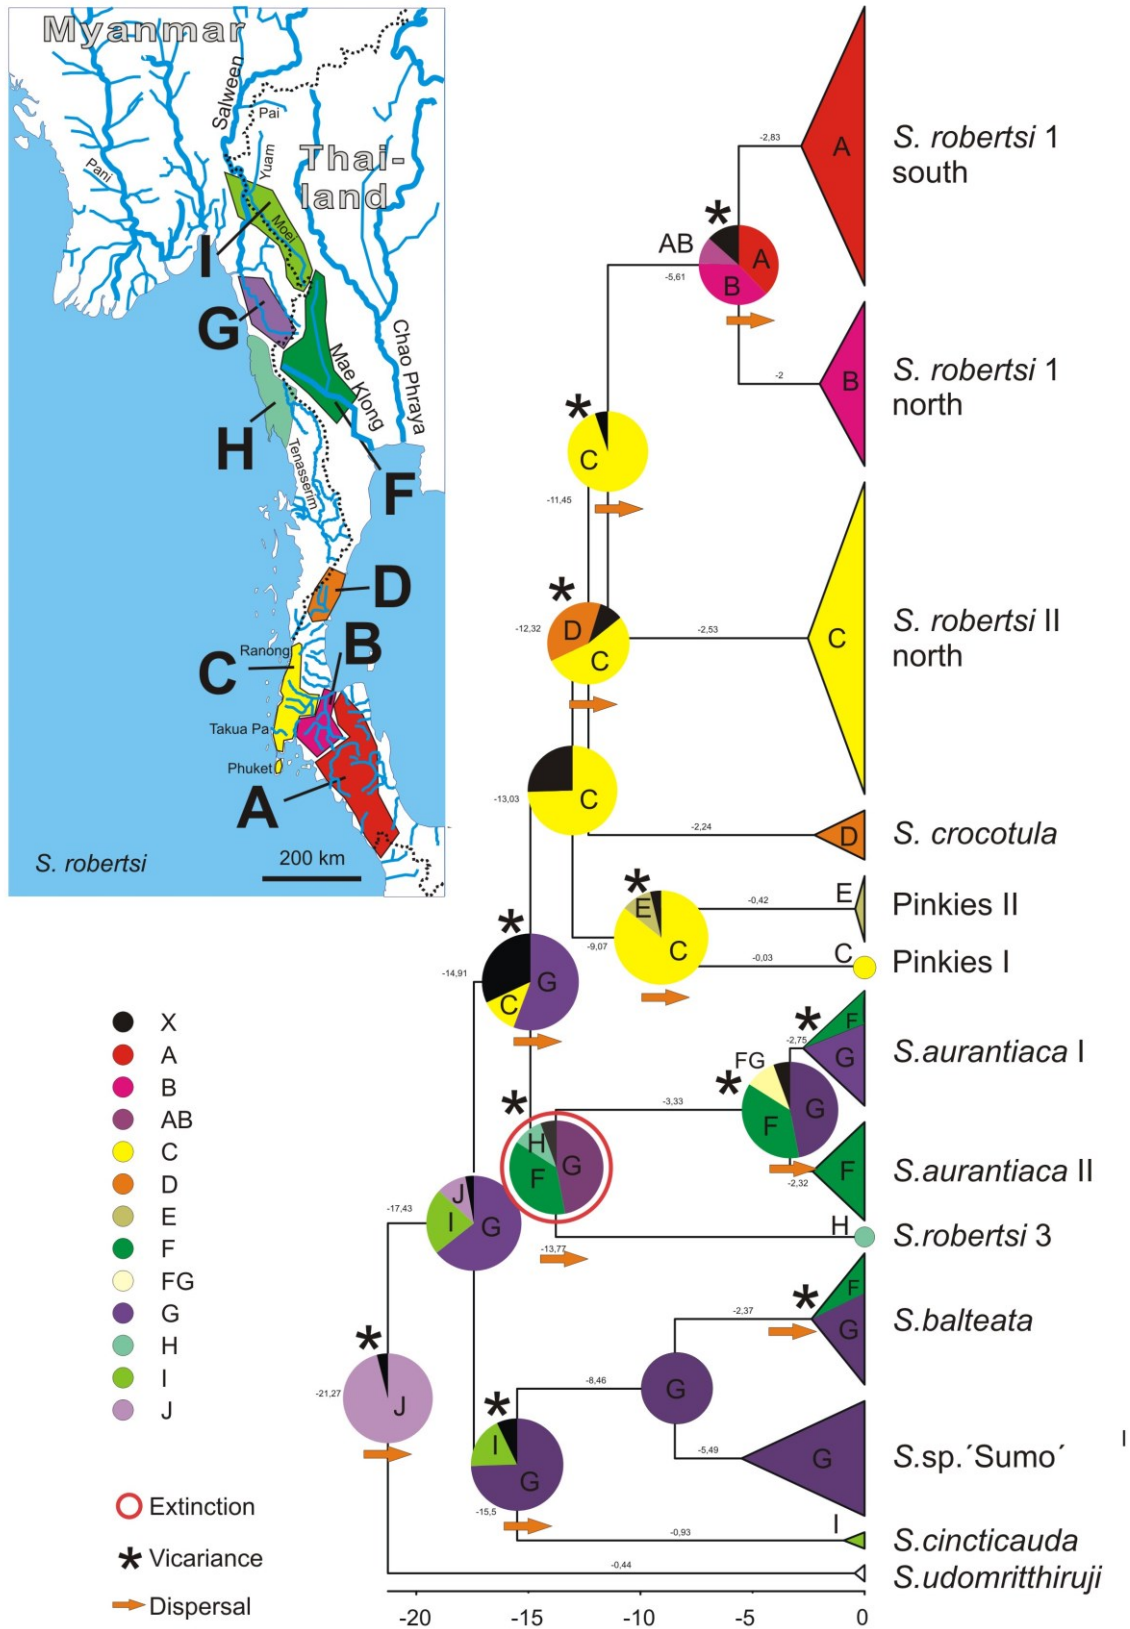 Myanmar
Salween
Pai
Yuam
Thai-
land
Pani
Moei
I
G
Mae Klong
Chao Phraya
H
Tenasserim
F
D
B
Ranong
C
Takua Pa
Phuket
A
S. robertsi
200 km
X
A
B
AB
C
D
E
F
FG
G
H
I
J
Extinction
* Vicariance
Dispersal
-2,83
A
S. robertsi 1
south
*
AB
A
B
-5,61
-2
B
S. robertsi 1
north
*
C
-11,45
*
D
C
-12,32
-2,53
C
S. robertsi II
north
C
-13,03
-2,24
D
S. crocotula
*
E
C
-9,07
-0,42
E
Pinkies II
-0,03
C
Pinkies I
*
G
C
-14,91
*
F
G
-2,75
S.aurantiaca I
*
FG
F
G
-3,33
-2,32
F
S.aurantiaca II
*
H
F
G
-13,77
H
S.robertsi 3
J
I
G
-17,43
*
F
G
-2,37
S.balteata
G
-8,46
-5,49
G
S.sp.´Sumo´
I
*
J
-21,27
*
I
G
-15,5
-0,93
I
S.cincticauda
-0,44
S.udomritthiruji
-20
-15
-10
-5
0